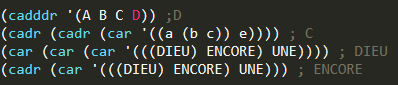 (cadddr '(A B C D)) ;D
(cadr (cadr (car '((a (b c)) e)))) ; C
(car (car (car '(((DIEU) ENCORE) UNE)))) ; DIEU
(cadr (car '(((DIEU) ENCORE) UNE))) ; ENCORE